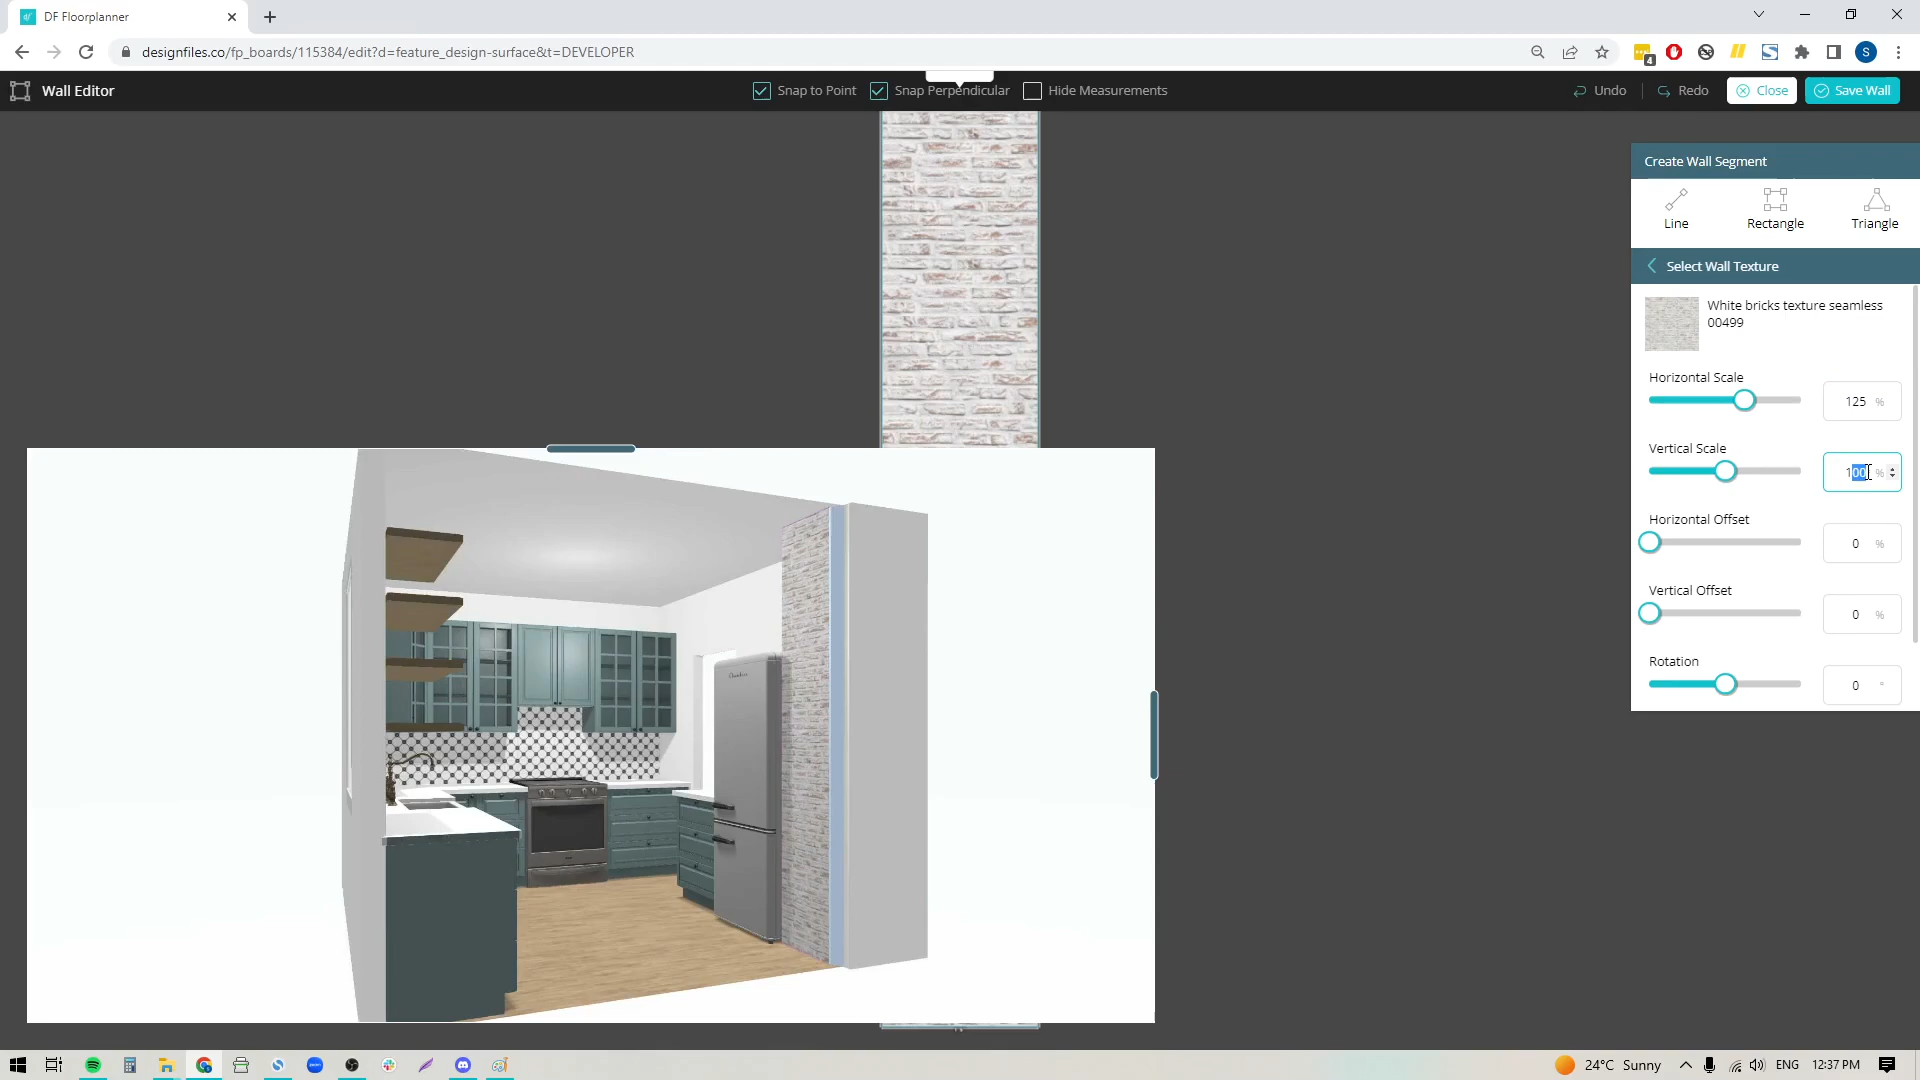 DF Floorplanner
designfiles.co/fp_boards/115384/edit?d=feature_design-surface&t=DEVELOPER
4
S
Wall Editor
Snap to Point
Snap Perpendicular
Hide Measurements
Undo
Redo
Close
Save Wall
Create Wall Segment
Line
Rectangle
Triangle
Select Wall Texture
White bricks texture seamless
00499
Horizontal Scale
125 %
Vertical Scale
100 %
Horizontal Offset
0 %
Vertical Offset
0 %
Rotation
0 °
24°C Sunny
ENG
12:37 PM